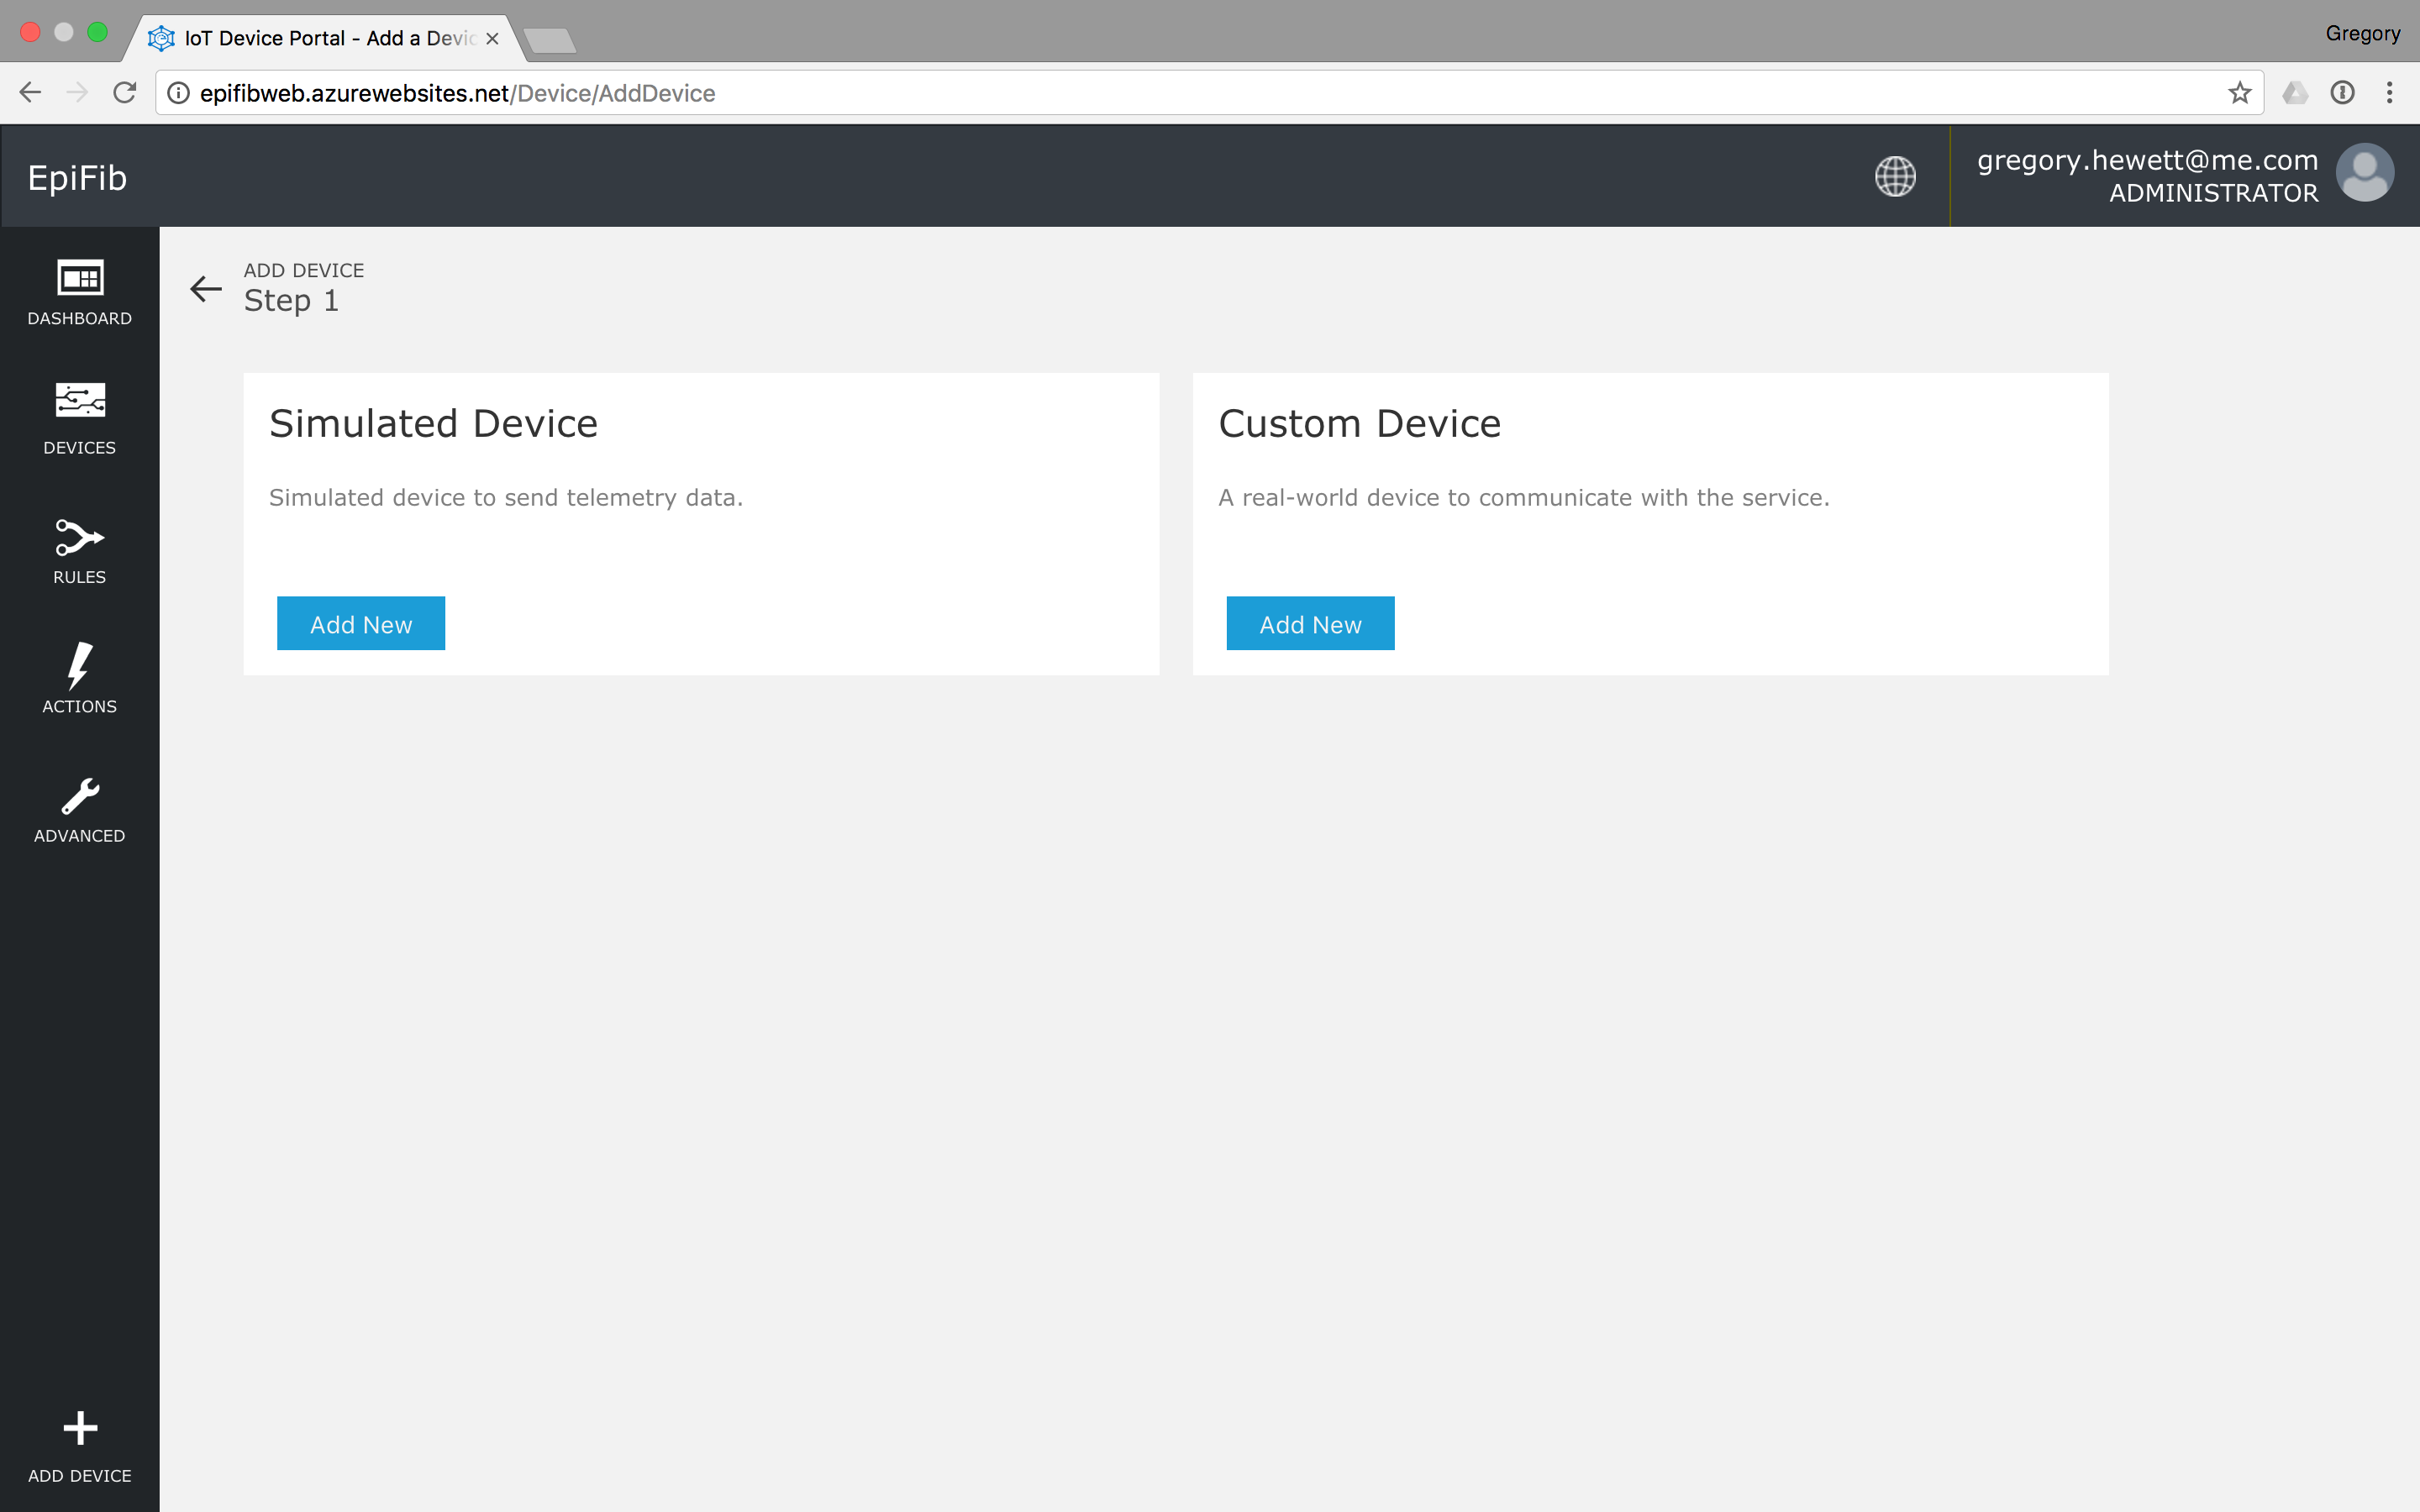 IoT Device Portal - Add a Devic
Gregory
epifibweb.azurewebsites.net/Device/AddDevice
EpiFib
gregory.hewett@me.com
ADMINISTRATOR
DASHBOARD
DEVICES
RULES
ACTIONS
ADVANCED
ADD DEVICE
ADD DEVICE
Step 1
Simulated Device
Simulated device to send telemetry data.
Add New
Custom Device
A real-world device to communicate with the service.
Add New